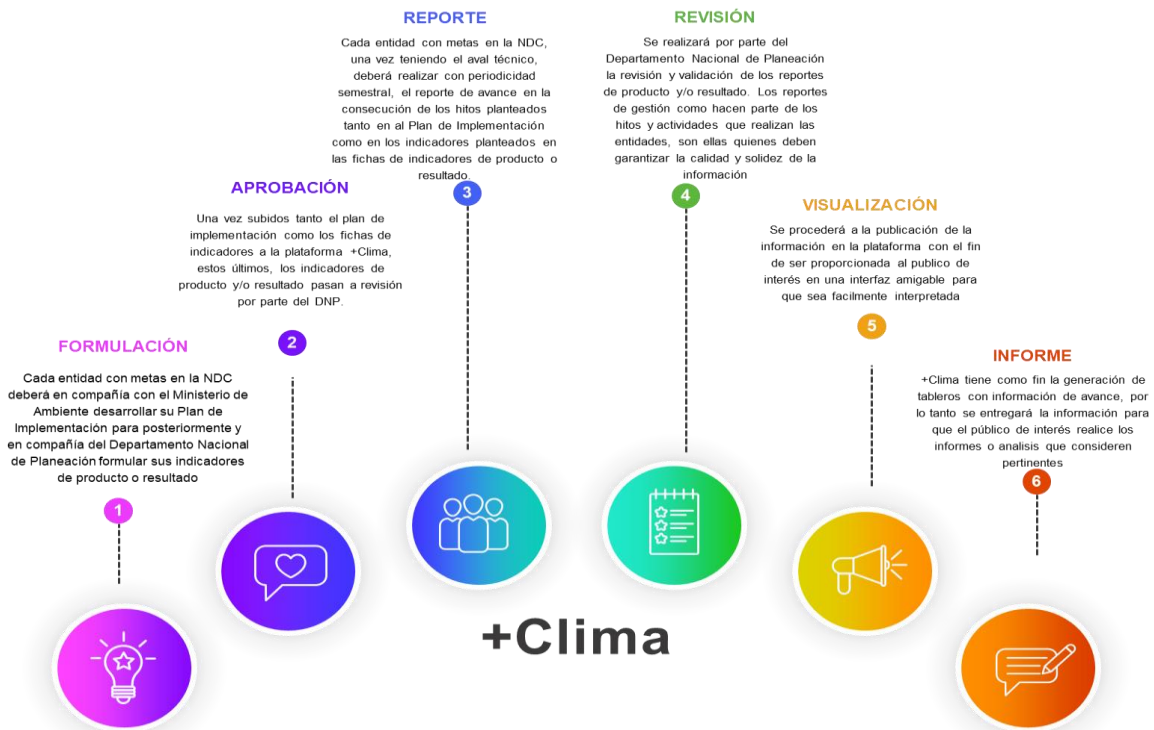 FORMULACIÓN
Cada entidad con metas en la NDC
deberá en compañía con el Ministerio de
Ambiente desarrollar su Plan de
Implementación para posteriormente y
en compañía del Departamento Nacional
de Planeación formular sus indicadores
de producto o resultado
1
APROBACIÓN
Una vez subidos tanto el plan de
implementación como los fichas de
indicadores a la plataforma +Clima,
estos últimos, los indicadores de
producto y/o resultado pasan a revisión
por parte del DNP.
2
REPORTE
Cada entidad con metas en la NDC,
una vez teniendo el aval técnico,
deberá realizar con periodicidad
semestral, el reporte de avance en la
consecución de los hitos planteados
tanto en al Plan de Implementación
como en los indicadores planteados en
las fichas de indicadores de producto o
resultado.
3
REVISIÓN
Se realizará por parte del
Departamento Nacional de Planeación
la revisión y validación de los reportes
de producto y/o resultado. Los reportes
de gestión como hacen parte de los
hitos y actividades que realizan las
entidades, son ellas quienes deben
garantizar la calidad y solidez de la
información
4
VISUALIZACIÓN
Se procederá a la publicación de la
información en la plataforma con el fin
de ser proporcionada al publico de
interés en una interfaz amigable para
que sea facilmente interpretada
5
INFORME
+Clima tiene como fin la generación de
tableros con información de avance, por
lo tanto se entregará la información para
que el público de interés realice los
informes o analisis que consideren
pertinentes
6
+Clima